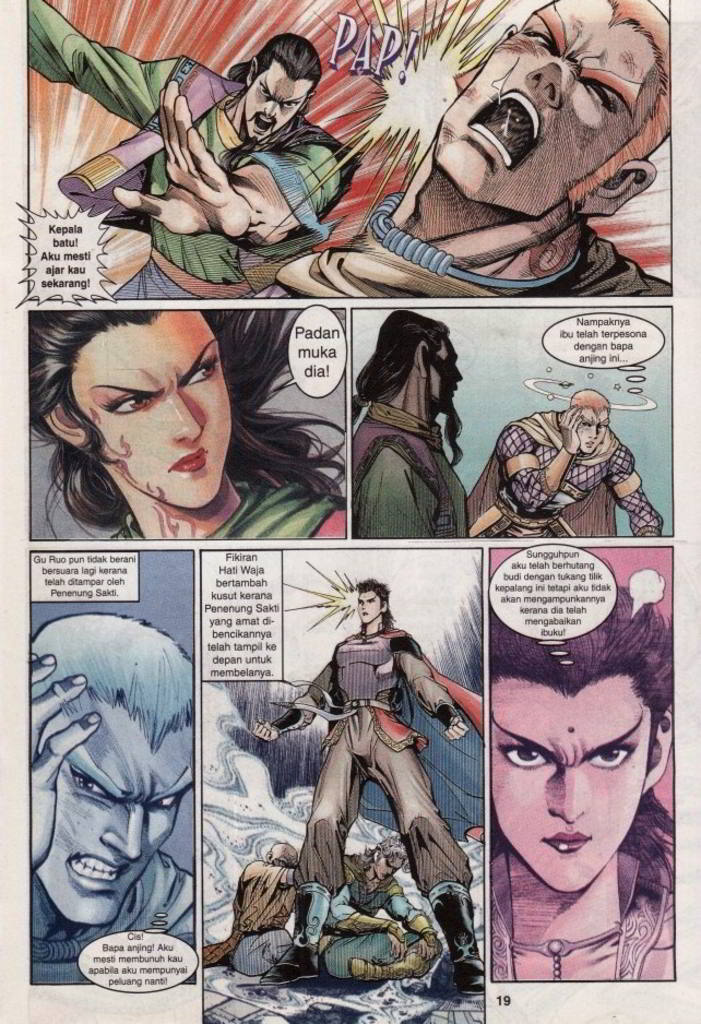 PAP!
Kepala
batu!
Aku mesti
ajar kau
sekarang!
Padan
muka
dia!
Nampaknya
ibu telah terpesona
dengan bapa
anjing ini...
Gu Ruo pun tidak berani
bersuara lagi kerana
telah ditampar oleh
Penenung Sakti.
Cis!
Bapa anjing! Aku
mesti membunuh kau
apabila aku mempunyai
peluang nanti!
Fikiran
Hati Waja
bertambah
kusut kerana
Penenung Sakti
yang amat di-
bencikannya
telah tampil ke
depan untuk
membelanya.
Sungguhpun
aku telah berhutang
budi dengan tukang tilik
kepalang ini tetapi aku tidak
akan mengampunkannya
kerana dia telah
mengabaikan
ibuku!
19